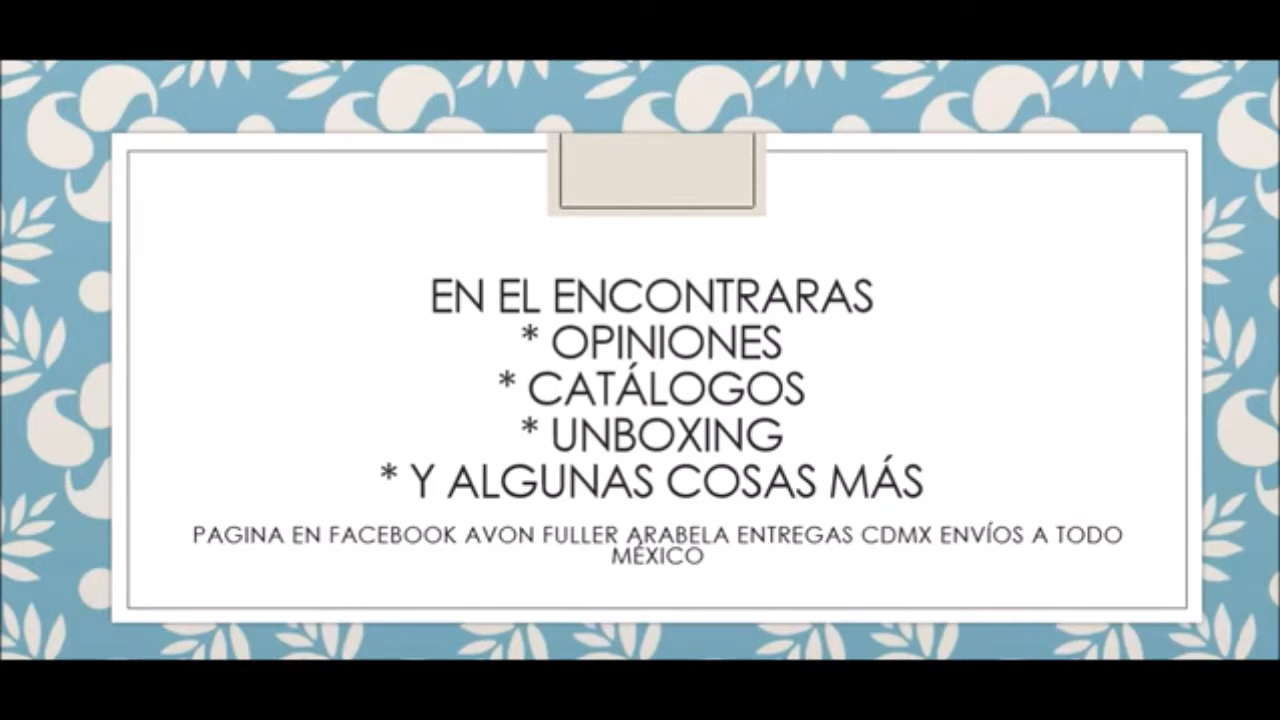 EN EL ENCONTRARAS
* OPINIONES
* CATÁLOGOS
* UNBOXING
* Y ALGUNAS COSAS MÁS
PAGINA EN FACEBOOK AVON FULLER ARABELA ENTREGAS CDMX ENVÍOS A TODO
MÉXICO